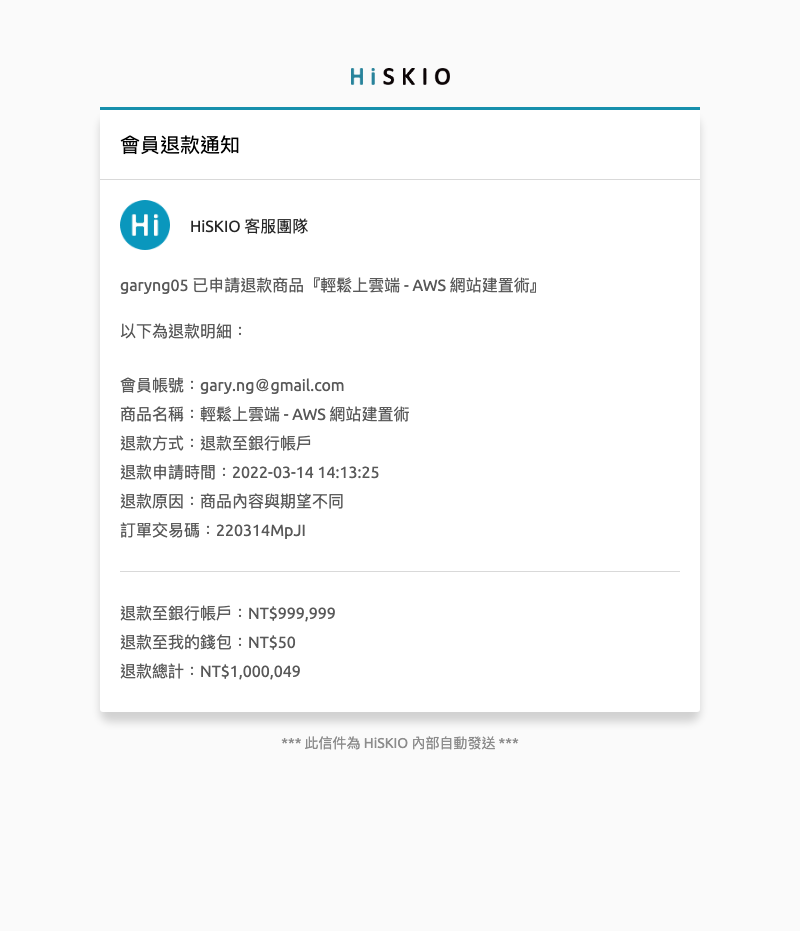 HiSKIO
會員退款通知
Hi
HiSKIO 客服團隊
garyng05 已申請退款商品『輕鬆上雲端 - AWS 網站建置術』
以下為退款明細：
會員帳號：gary.ng@gmail.com
商品名稱：輕鬆上雲端 - AWS 網站建置術
退款方式：退款至銀行帳戶
退款申請時間：2022-03-14 14:13:25
退款原因：商品內容與期望不同
訂單交易碼：220314MpJI
退款至銀行帳戶：NT$999,999
退款至我的錢包：NT$50
退款總計：NT$1,000,049
*** 此信件為 HiSKIO 內部自動發送 ***